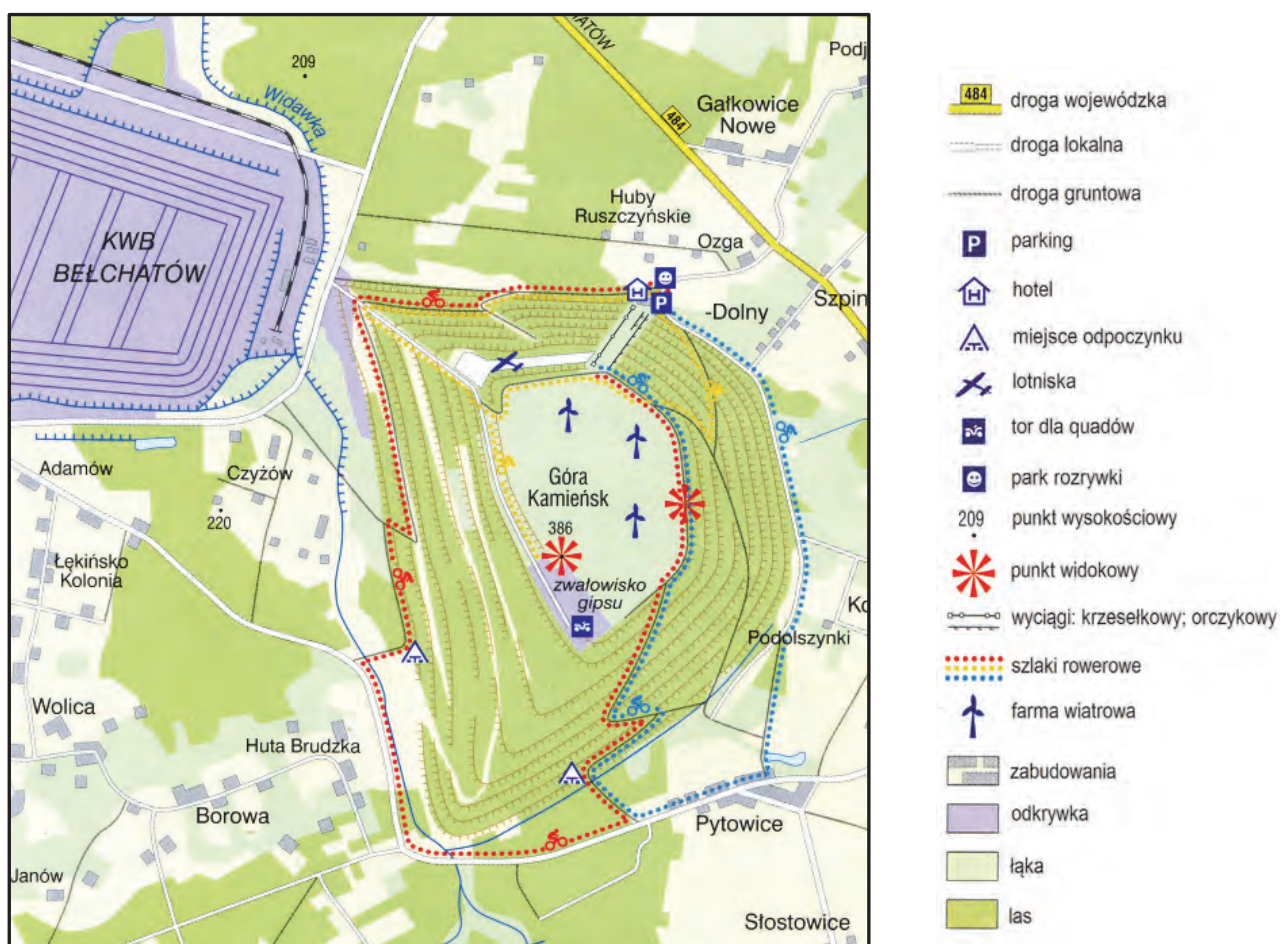 HATÓW
209
Podj
Widawka
484
Gałkowice
Nowe
KWB
BEŁCHATÓW
Huby
Ruszczyńskie
Ozga
-Dolny
Szpin
Adamów
Czyżów
220
Łękińsko
Kolonia
Góra
Kamieńsk
386
zwałowisko
gipsu
Ko
Podolszynki
Wolica
Huta Brudzka
Borowa
Pytowice
Janów
Słostowice
484 droga wojewódzka
droga lokalna
droga gruntowa
P parking
H hotel
miejsce odpoczynku
lotniska
tor dla quadów
park rozrywki
209 punkt wysokościowy
punkt widokowy
wyciągi: krzesełkowy; orczykowy
szlaki rowerowe
farma wiatrowa
zabudowania
odkrywka
łąka
las